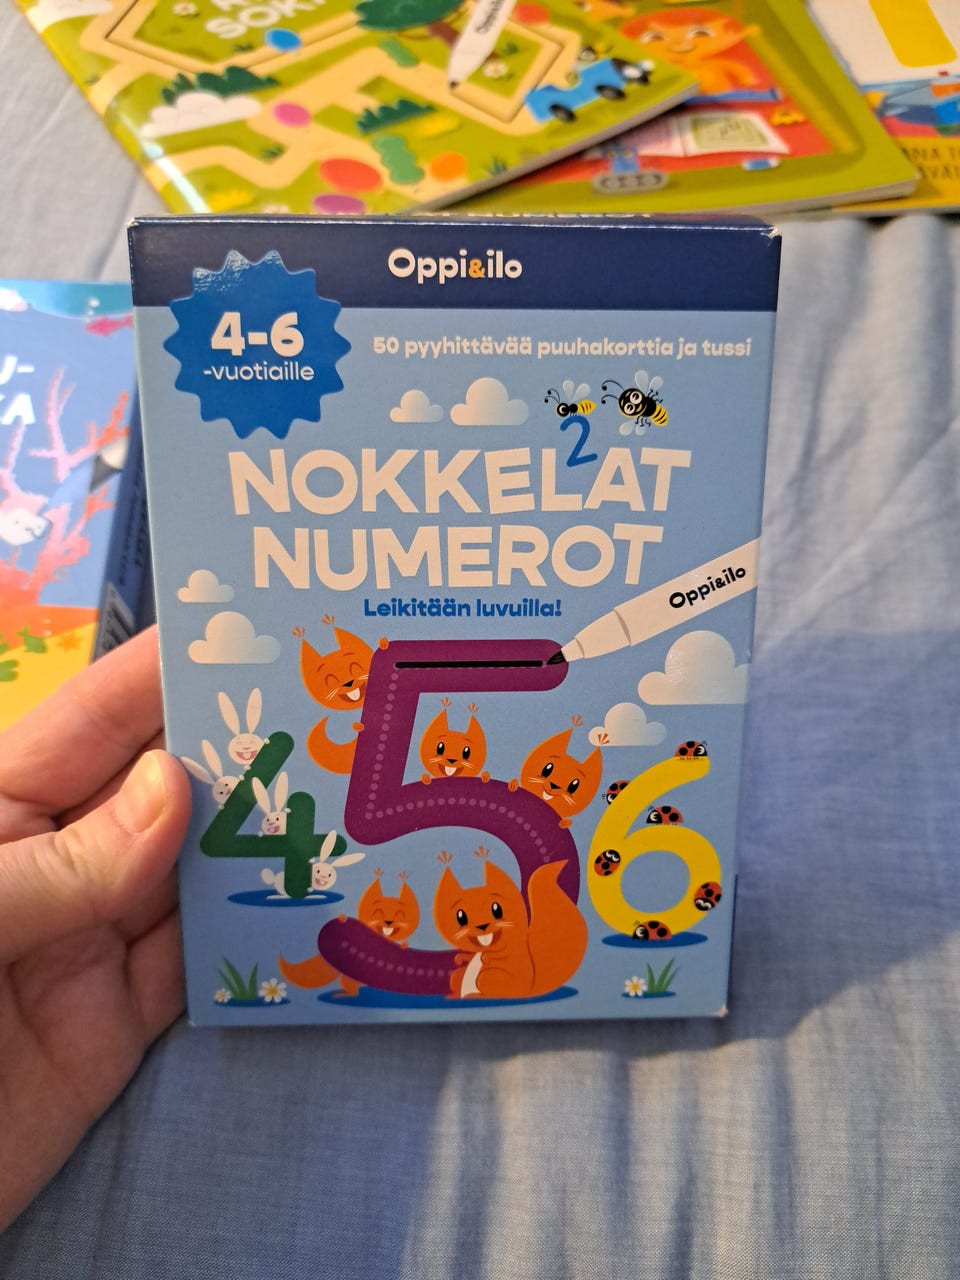 SOK
Oppi&ilo
4-6
-vuotiaille
50 pyyhittävää puuhakorttia ja tussi
2
NOKKELAT
NUMEROT
Leikitään luvuilla!
Oppi&ilo
4 5 6